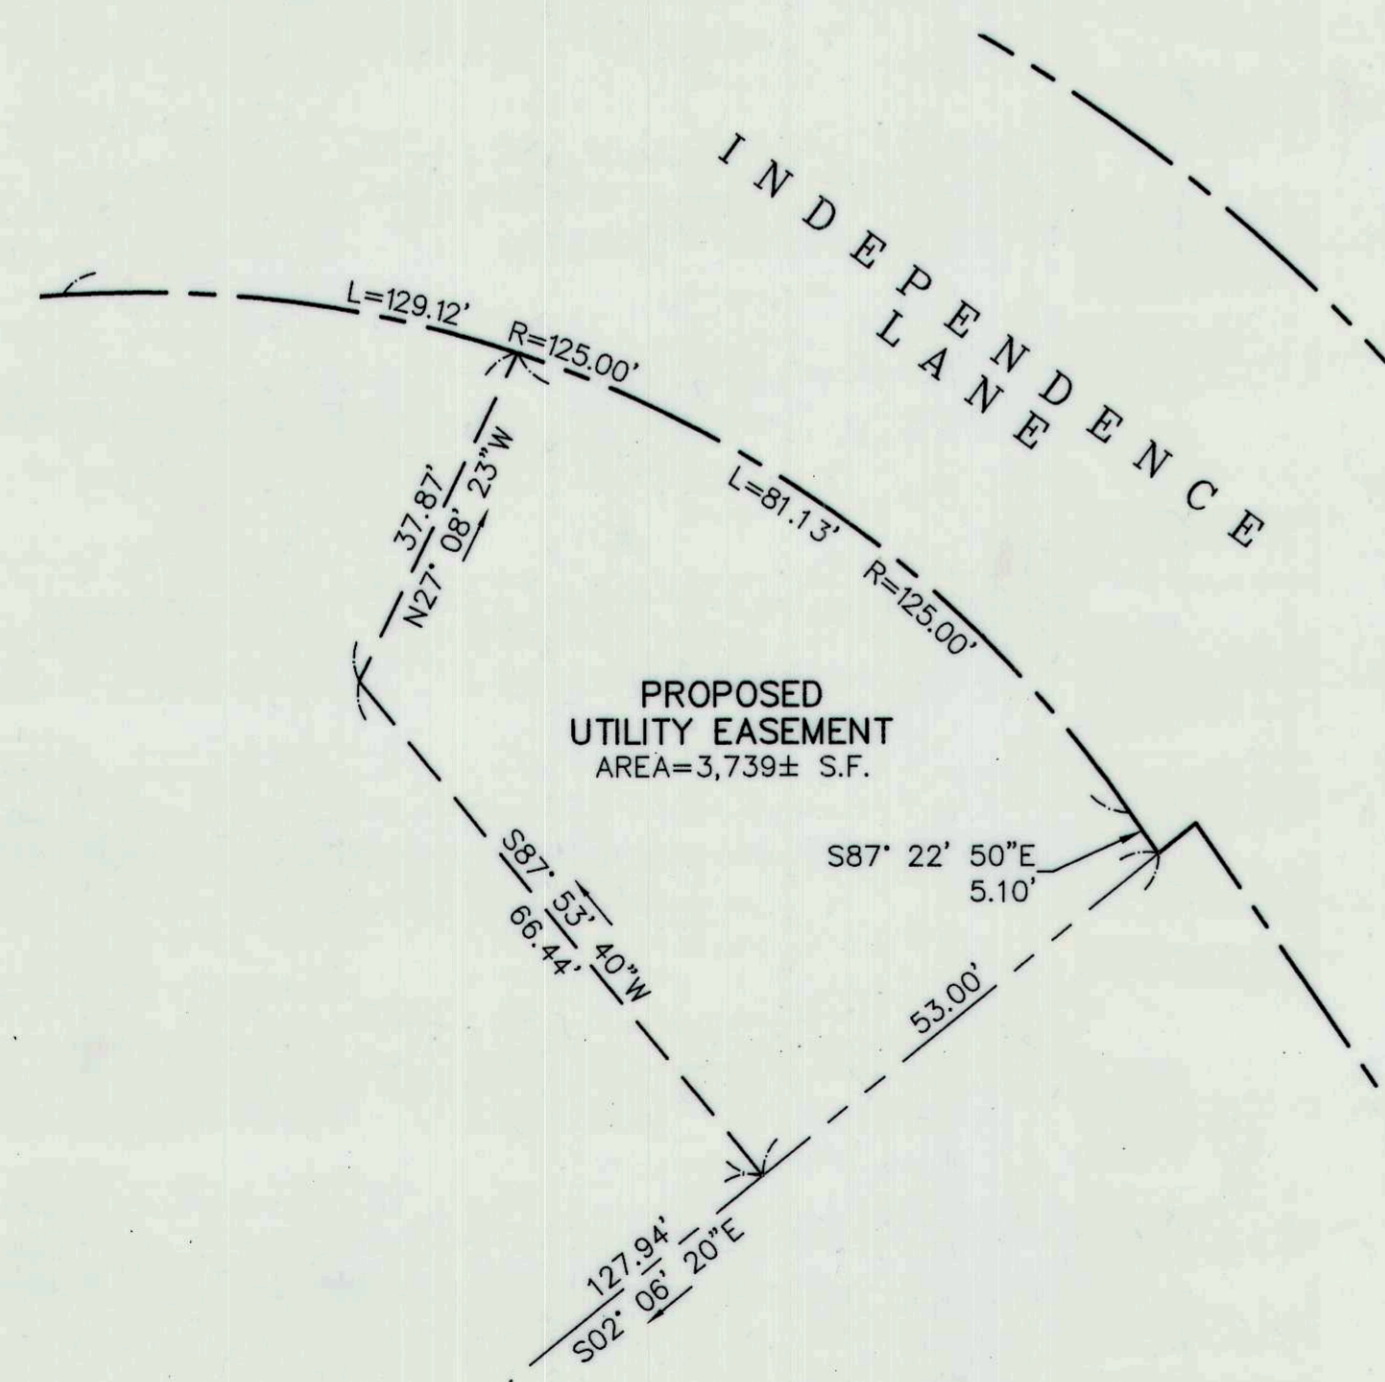 INDEPENDENCE
LANE
L=129.12'
R=125.00'
37.87'
N27° 08' 23"W
L=81.13'
R=125.00'
PROPOSED
UTILITY EASEMENT
AREA=3,739± S.F.
S87° 22' 50"E
5.10'
S87° 53' 40"W
66.44'
53.00'
127.94'
S02° 06' 20"E